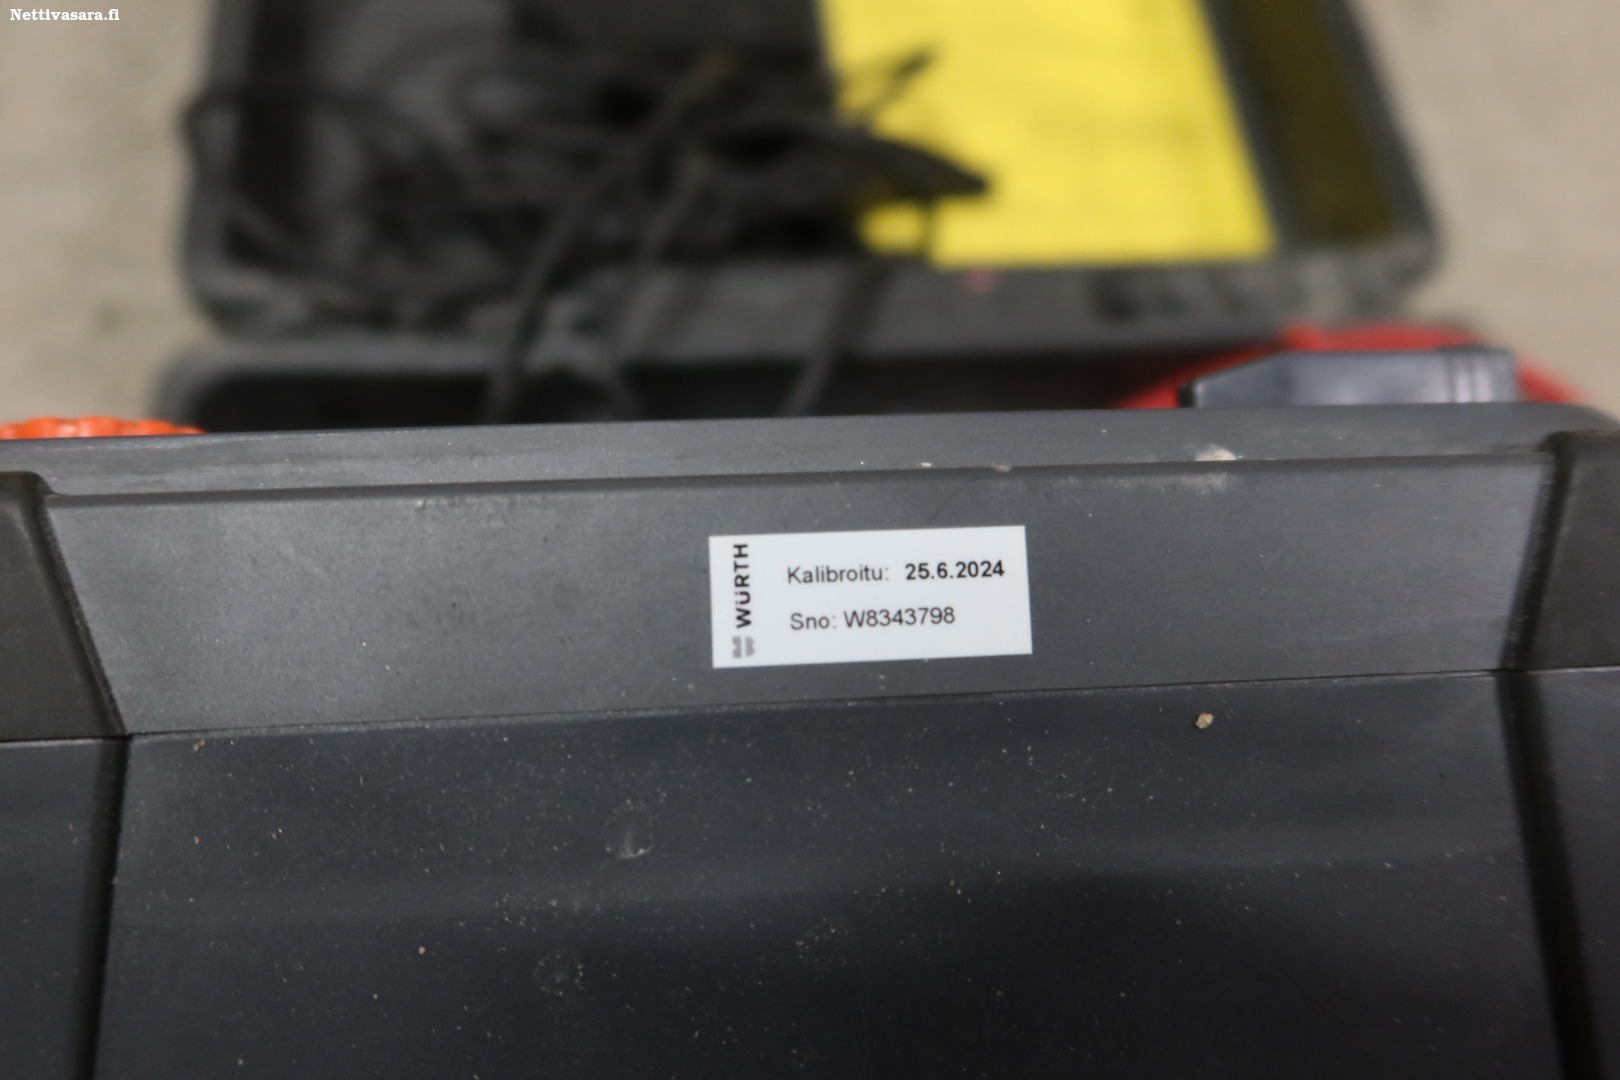 Nettivasara.fi
WÜRTH
Kalibroitu: 25.6.2024
Sno: W8343798